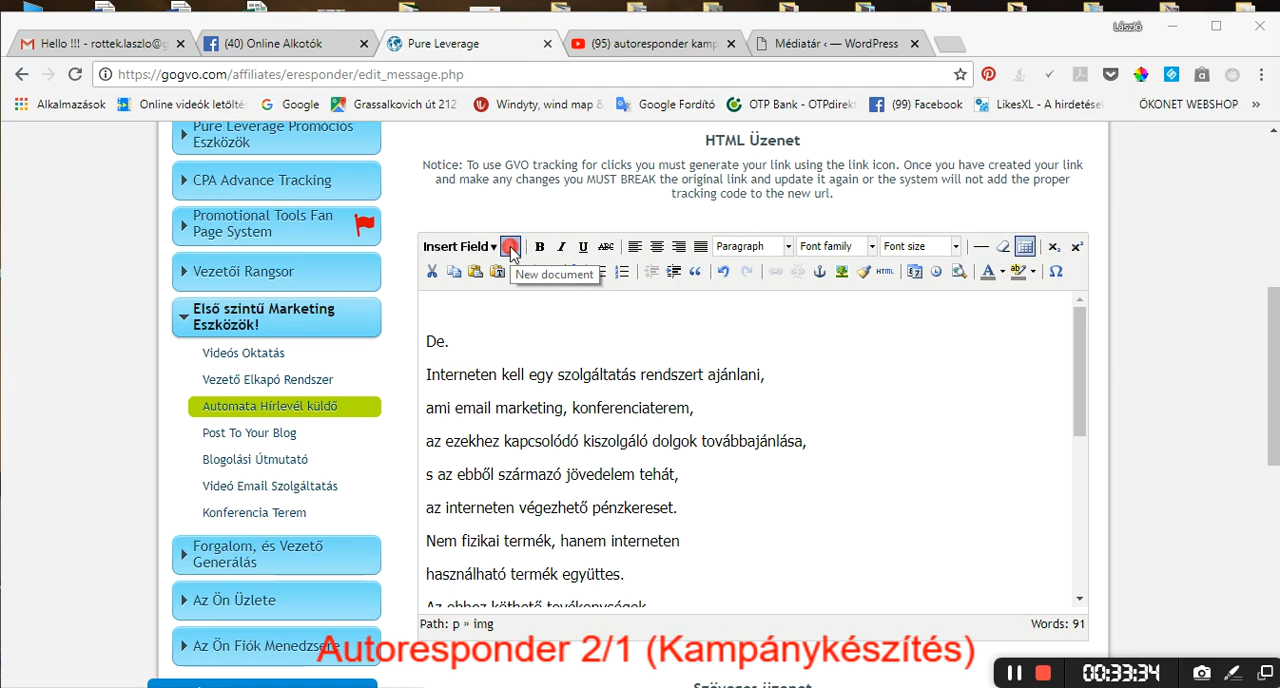 László
Hello !!! - rottek.laszlo@g
(40) Online Alkotók
Pure Leverage
(95) autoresponder kamp
Médiatár ‹ — WordPress
https://gogvo.com/affiliates/eresponder/edit_message.php
Alkalmazások
Online videók letölté
Google
Grassalkovich út 212
Windyty, wind map &
Google Fordító
OTP Bank - OTPdirekt
(99) Facebook
LikesXL - A hirdetés
ÖKONET WEBSHOP »
Pure Leverage Promóciós
Eszközök
CPA Advance Tracking
Promotional Tools Fan
Page System
Vezetői Rangsor
Első szintű Marketing
Eszközök!
Videós Oktatás
Vezető Elkapó Rendszer
Automata Hírlevél küldő
Post To Your Blog
Blogolási Útmutató
Videó Email Szolgáltatás
Konferencia Terem
Forgalom, és Vezető
Generálás
Az Ön Üzlete
Az Ön Fiók Menedzsere
HTML Üzenet
Notice: To use GVO tracking for clicks you must generate your link using the link icon. Once you have created your link
and make any changes you MUST BREAK the original link and update it again or the system will not add the proper
tracking code to the new url.
Insert Field
B I U ABC
Paragraph
Font family
Font size
HTML
New document
De.
Interneten kell egy szolgáltatás rendszert ajánlani,
ami email marketing, konferenciaterem,
az ezekhez kapcsolódó kiszolgáló dolgok továbbajánlása,
s az ebből származó jövedelem tehát,
az interneten végezhető pénzkereset.
Nem fizikai termék, hanem interneten
használható termék együttes.
Az ehhez köthető tevékenységek
Path: p » img
Words: 91
Autoresponder 2/1 (Kampánykészítés)
Szöveges üzenet
00:33:34